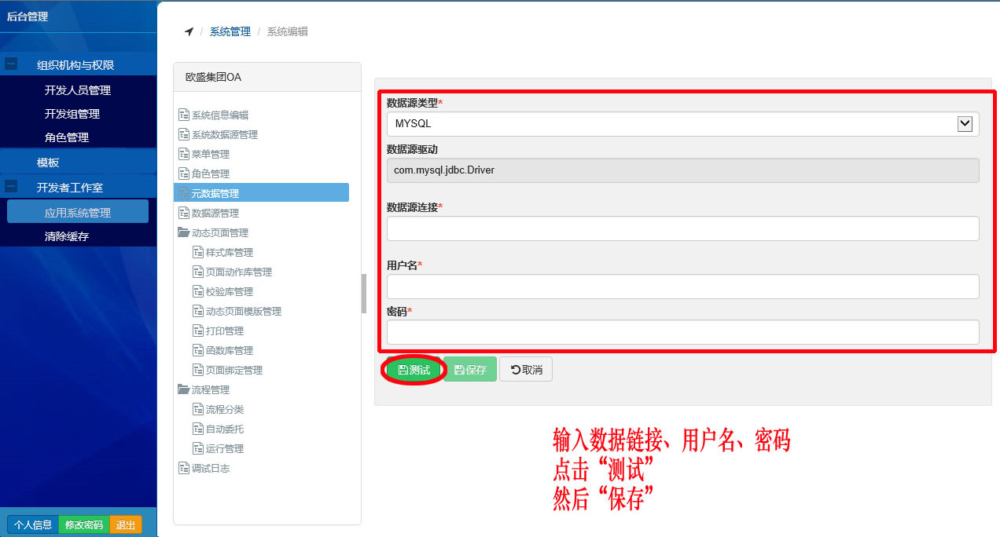 后台管理
组织机构与权限
开发人员管理
开发组管理
角色管理
模板
开发者工作室
应用系统管理
清除缓存
个人信息 修改密码 退出
/ 系统管理 / 系统编辑
欧盛集团OA
系统信息编辑
系统数据源管理
菜单管理
角色管理
元数据管理
数据源管理
动态页面管理
样式库管理
页面动作库管理
校验库管理
动态页面模版管理
打印管理
函数库管理
页面绑定管理
流程管理
流程分类
自动委托
运行管理
调试日志
数据源类型*
MYSQL
数据源驱动
com.mysql.jdbc.Driver
数据源连接*
用户名*
密码*
测试 保存 取消
输入数据链接、用户名、密码
点击“测试”
然后“保存”